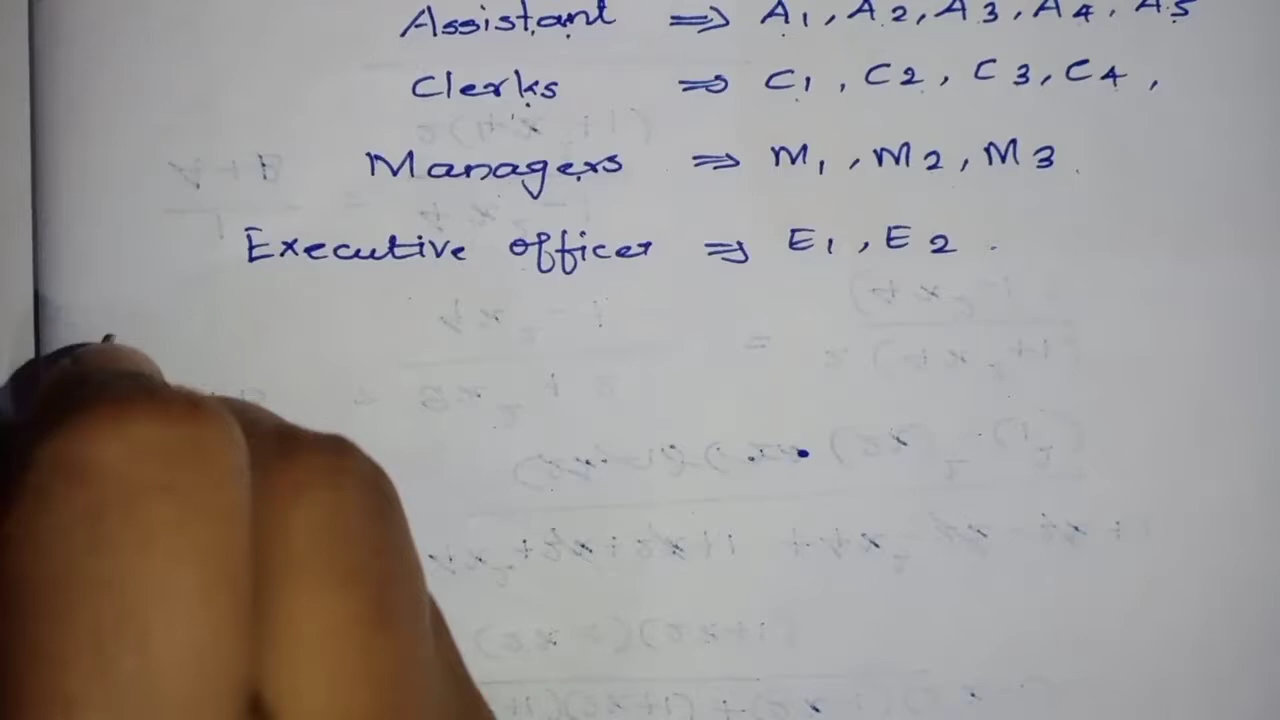 Assistant ⇒ A1, A2, A3, A4, A5
Clerks ⇒ C1, C2, C3, C4,
Managers ⇒ M1, M2, M3.
Executive officer ⇒ E1, E2.